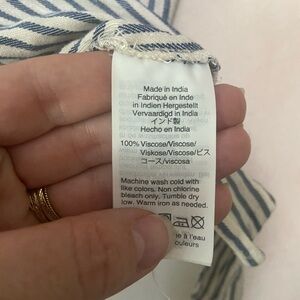 Made in India
Fabriqué en Inde
in Indien Hergestellt
Vervaardigd in India
インド製
Hecho en India
100% Viscose/Viscose/
Viskose/Viscose/ビス
コース/viscosa
Machine wash cold with
like colors. Non chlorine
bleach only. Tumble dry
low. Warm iron as needed.
à l'eau
couleurs